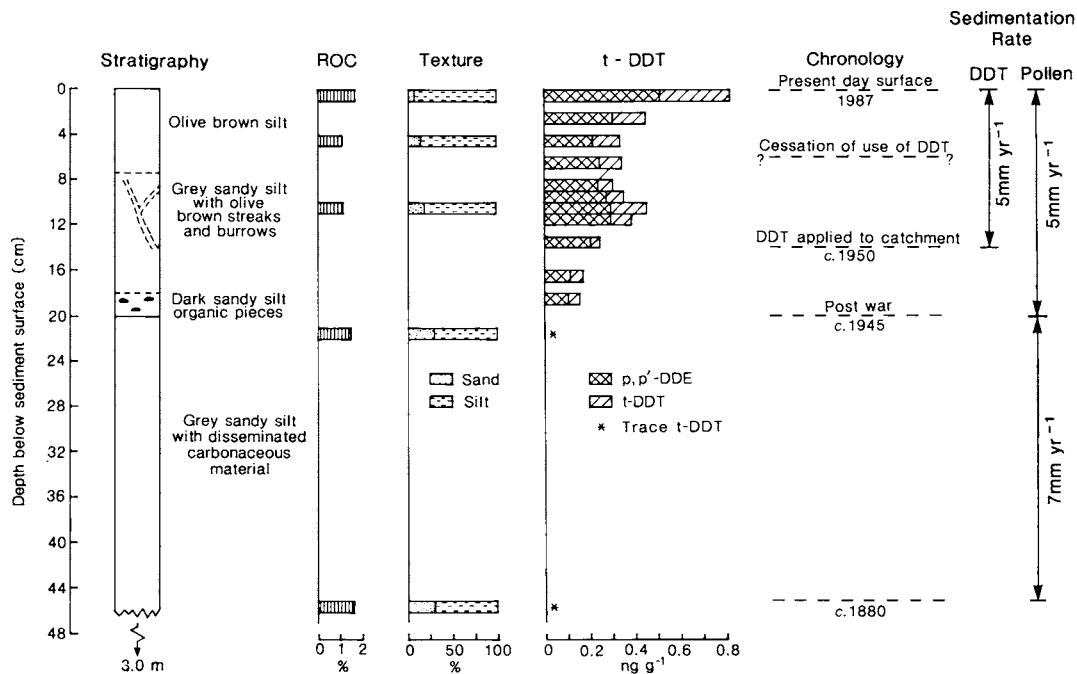 Sedimentation
Rate
Stratigraphy ROC Texture t - DDT Chronology DDT Pollen
Depth below sediment surface (cm)
0
4
8
12
16
20
24
28
32
36
40
44
48
Olive brown silt
Grey sandy silt
with olive
brown streaks
and burrows
Dark sandy silt
organic pieces
Grey sandy silt
with disseminated
carbonaceous
material
3.0 m
0 1 2
%
0 50 100
%
Sand
Silt
p,p′-DDE
t-DDT
* Trace t-DDT
0 0.2 0.4 0.6 0.8
ng g⁻¹
Present day surface
1987
Cessation of use of DDT
? ?
DDT applied to catchment
c.1950
Post war
c.1945
c.1880
5mm yr⁻¹
5mm yr⁻¹
7mm yr⁻¹